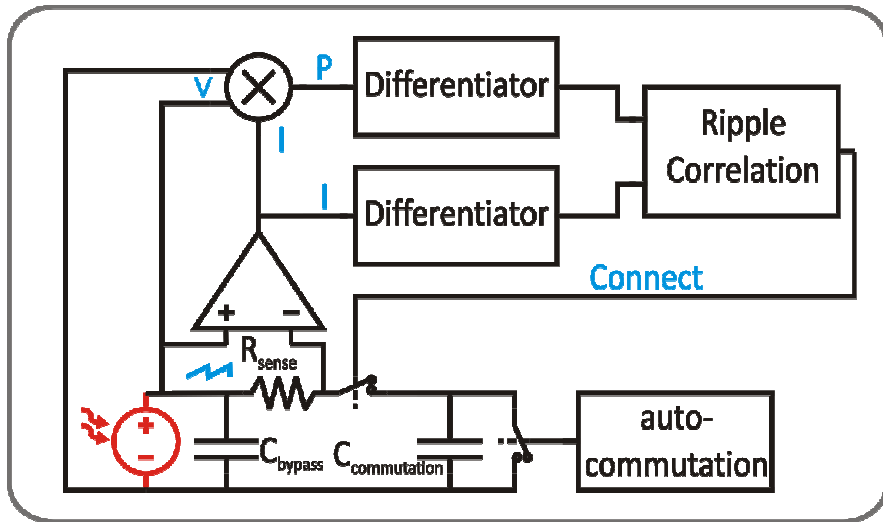 P
Differentiator
V
I
Ripple
Correlation
I
Differentiator
Connect
+
−
Rsense
+
−
Cbypass
Ccommutation
auto-
commutation